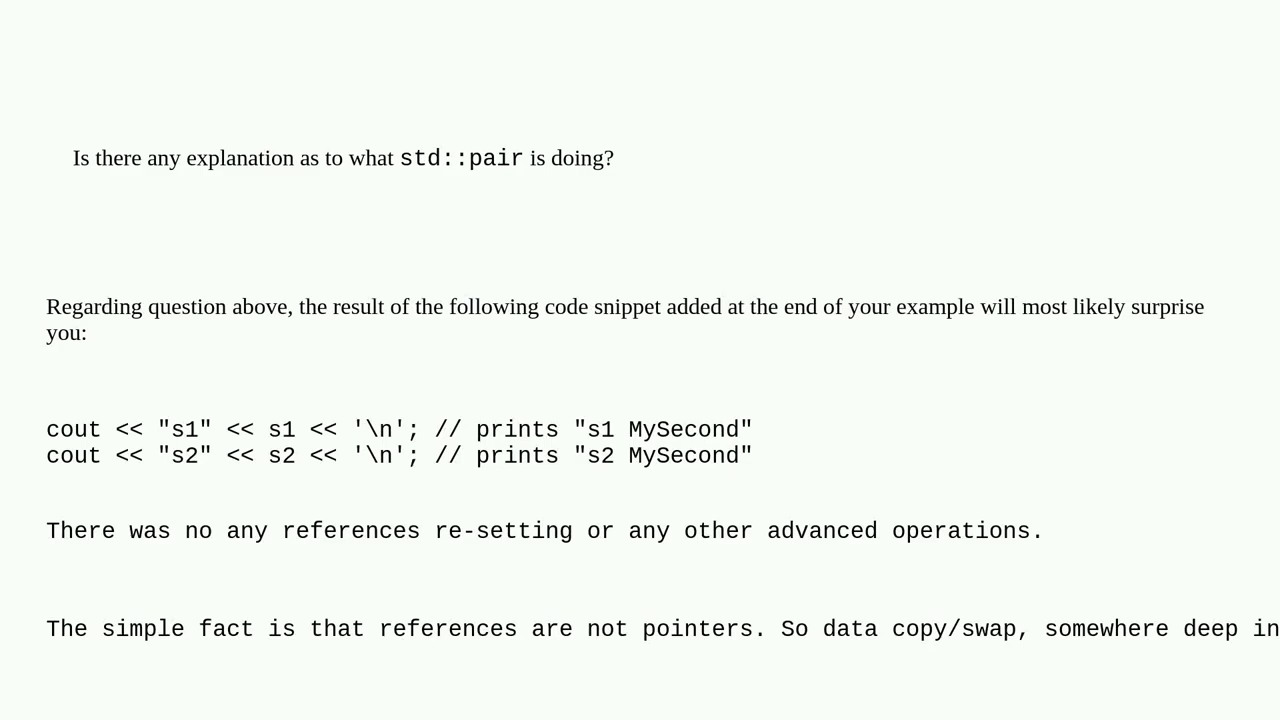 Is there any explanation as to what std::pair is doing?
Regarding question above, the result of the following code snippet added at the end of your example will most likely surprise
you:
cout << "s1" << s1 << '\n'; // prints "s1 MySecond"
cout << "s2" << s2 << '\n'; // prints "s2 MySecond"
There was no any references re-setting or any other advanced operations.
The simple fact is that references are not pointers. So data copy/swap, somewhere deep in